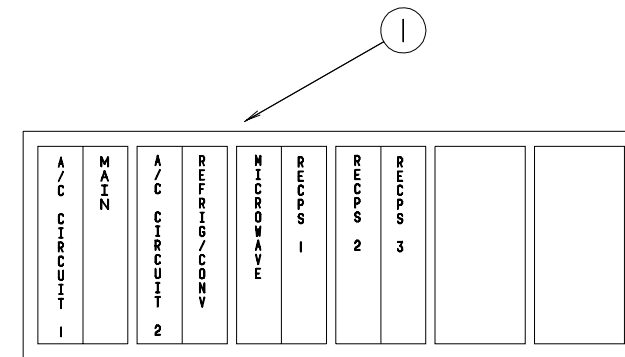 1
A/C CIRCUIT 1
MAIN
A/C CIRCUIT 2
REFRIG/CONV
MICROWAVE
RECPS 1
RECPS 2
RECPS 3